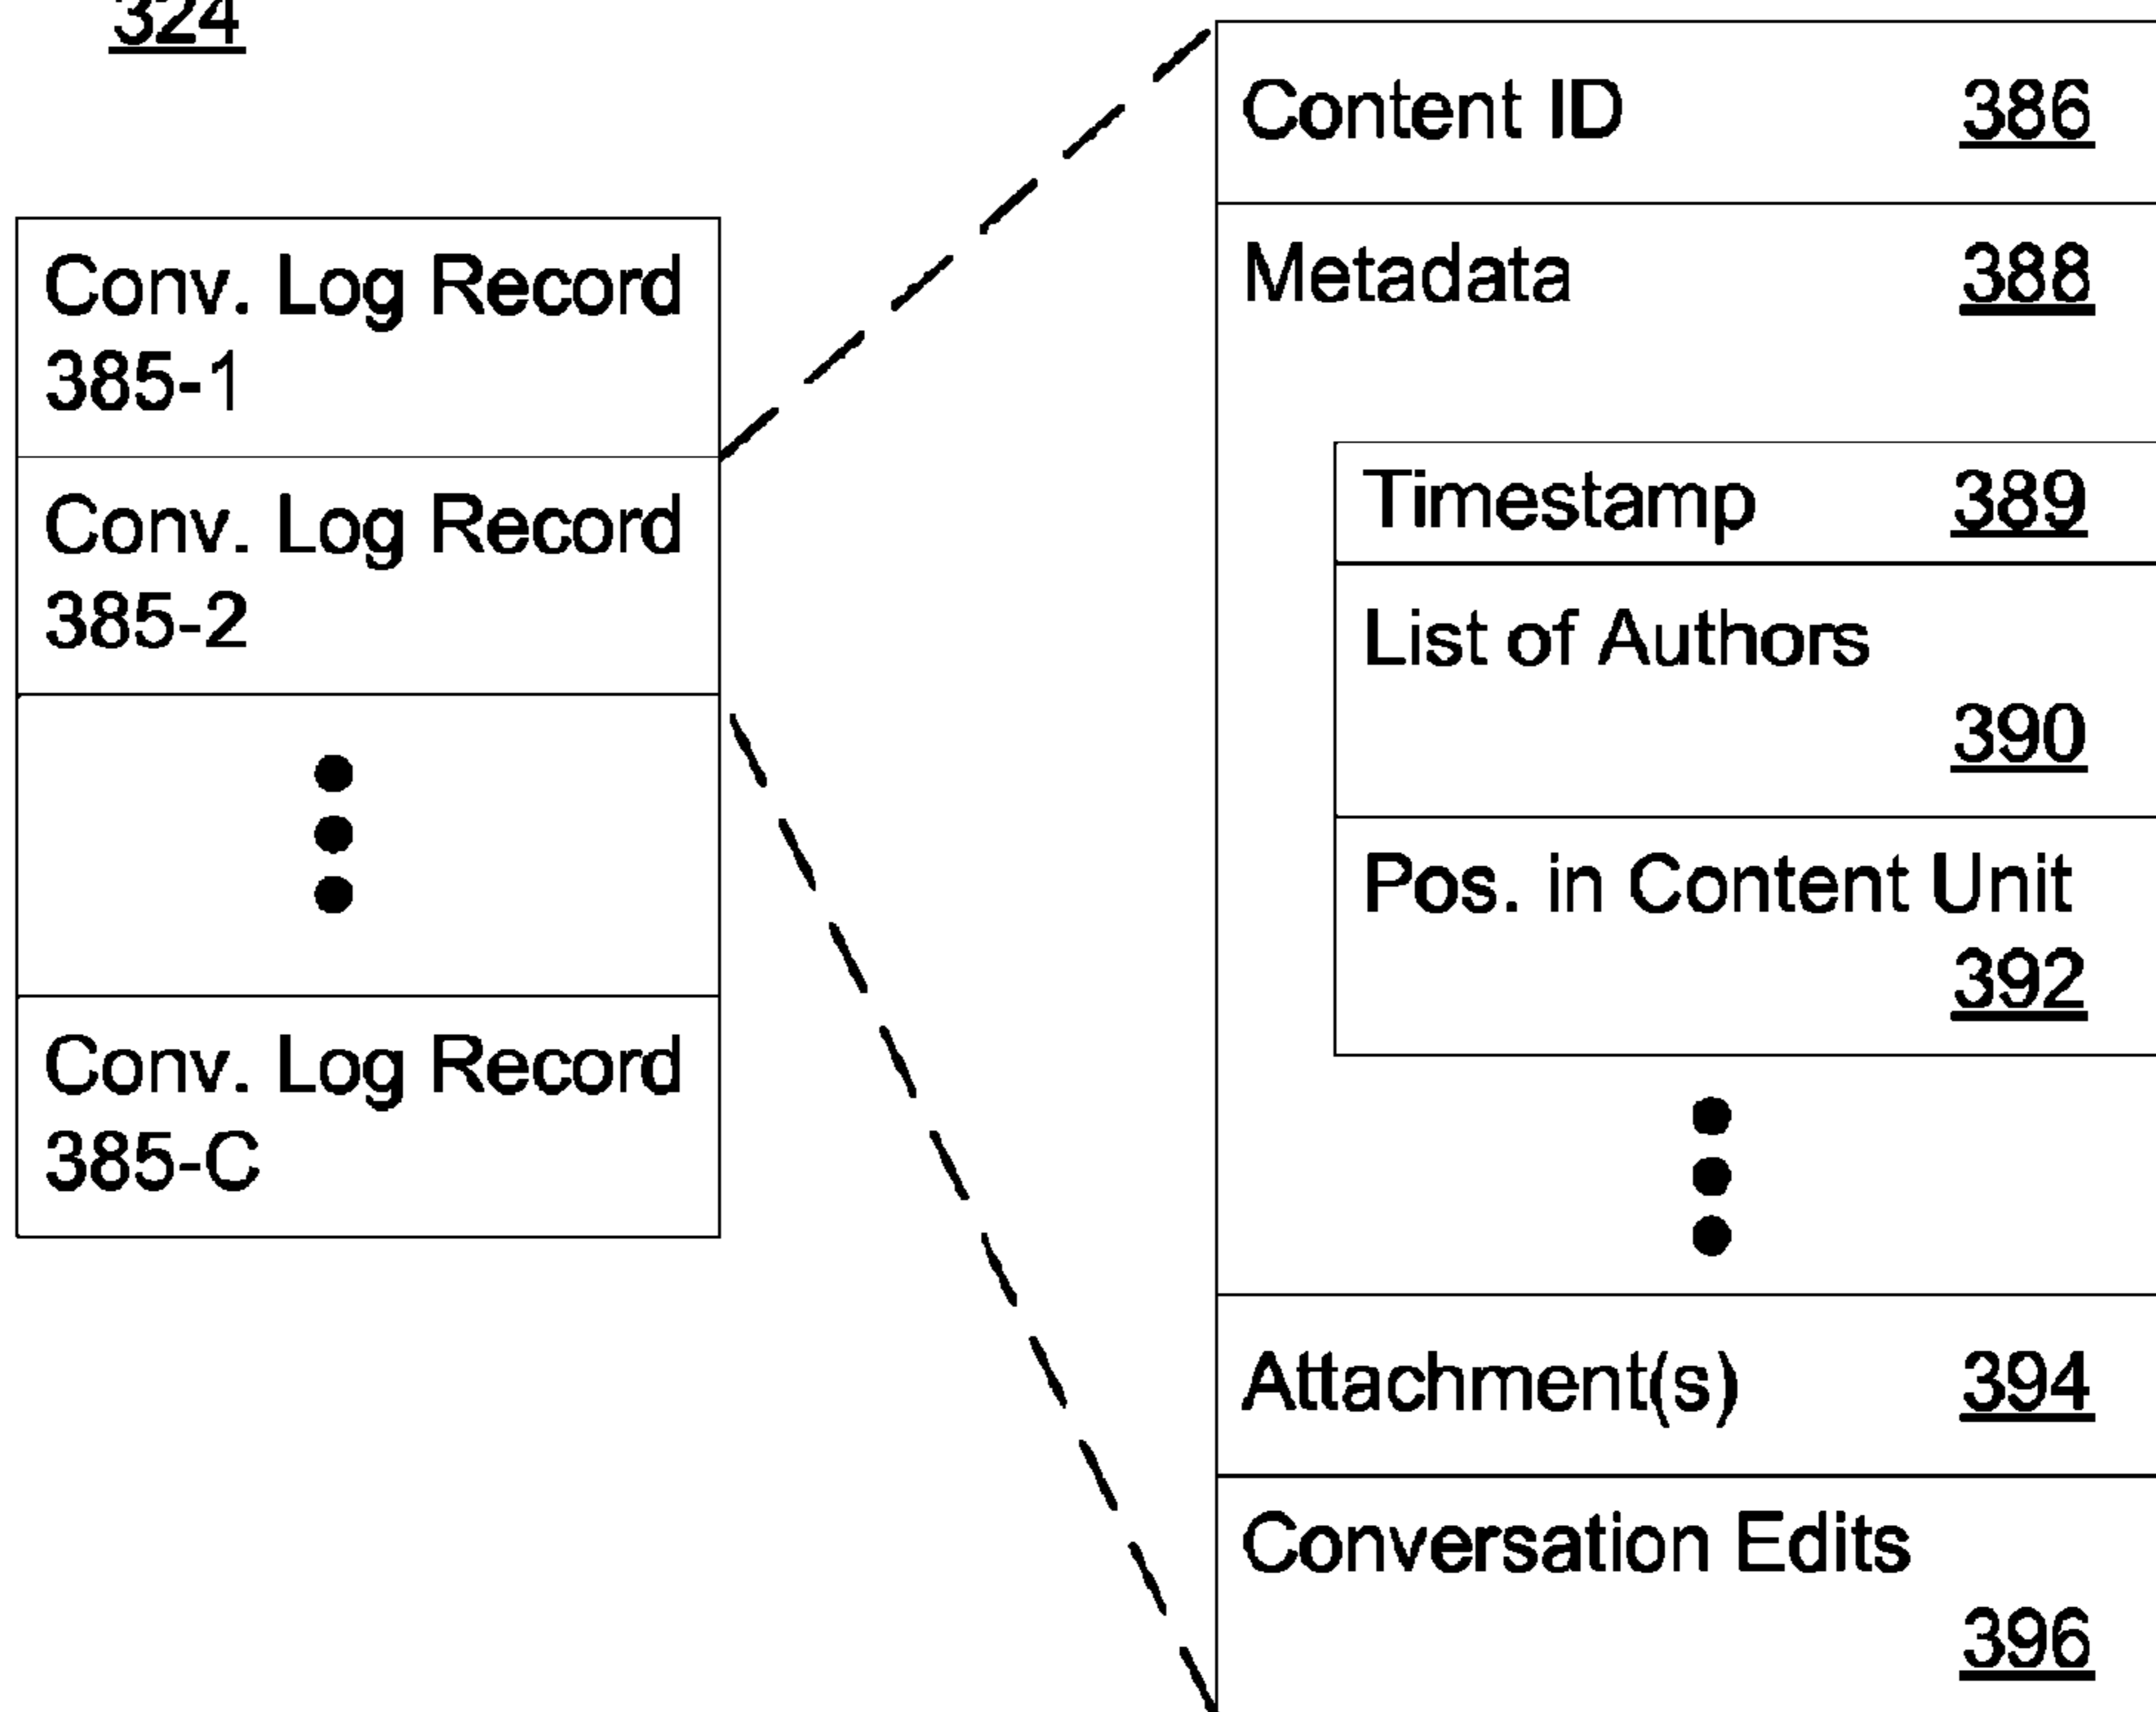 324
Conv. Log Record
385-1
Conv. Log Record
385-2
Conv. Log Record
385-C
Content ID 386
Metadata 388
Timestamp 389
List of Authors
390
Pos. in Content Unit
392
Attachment(s) 394
Conversation Edits
396